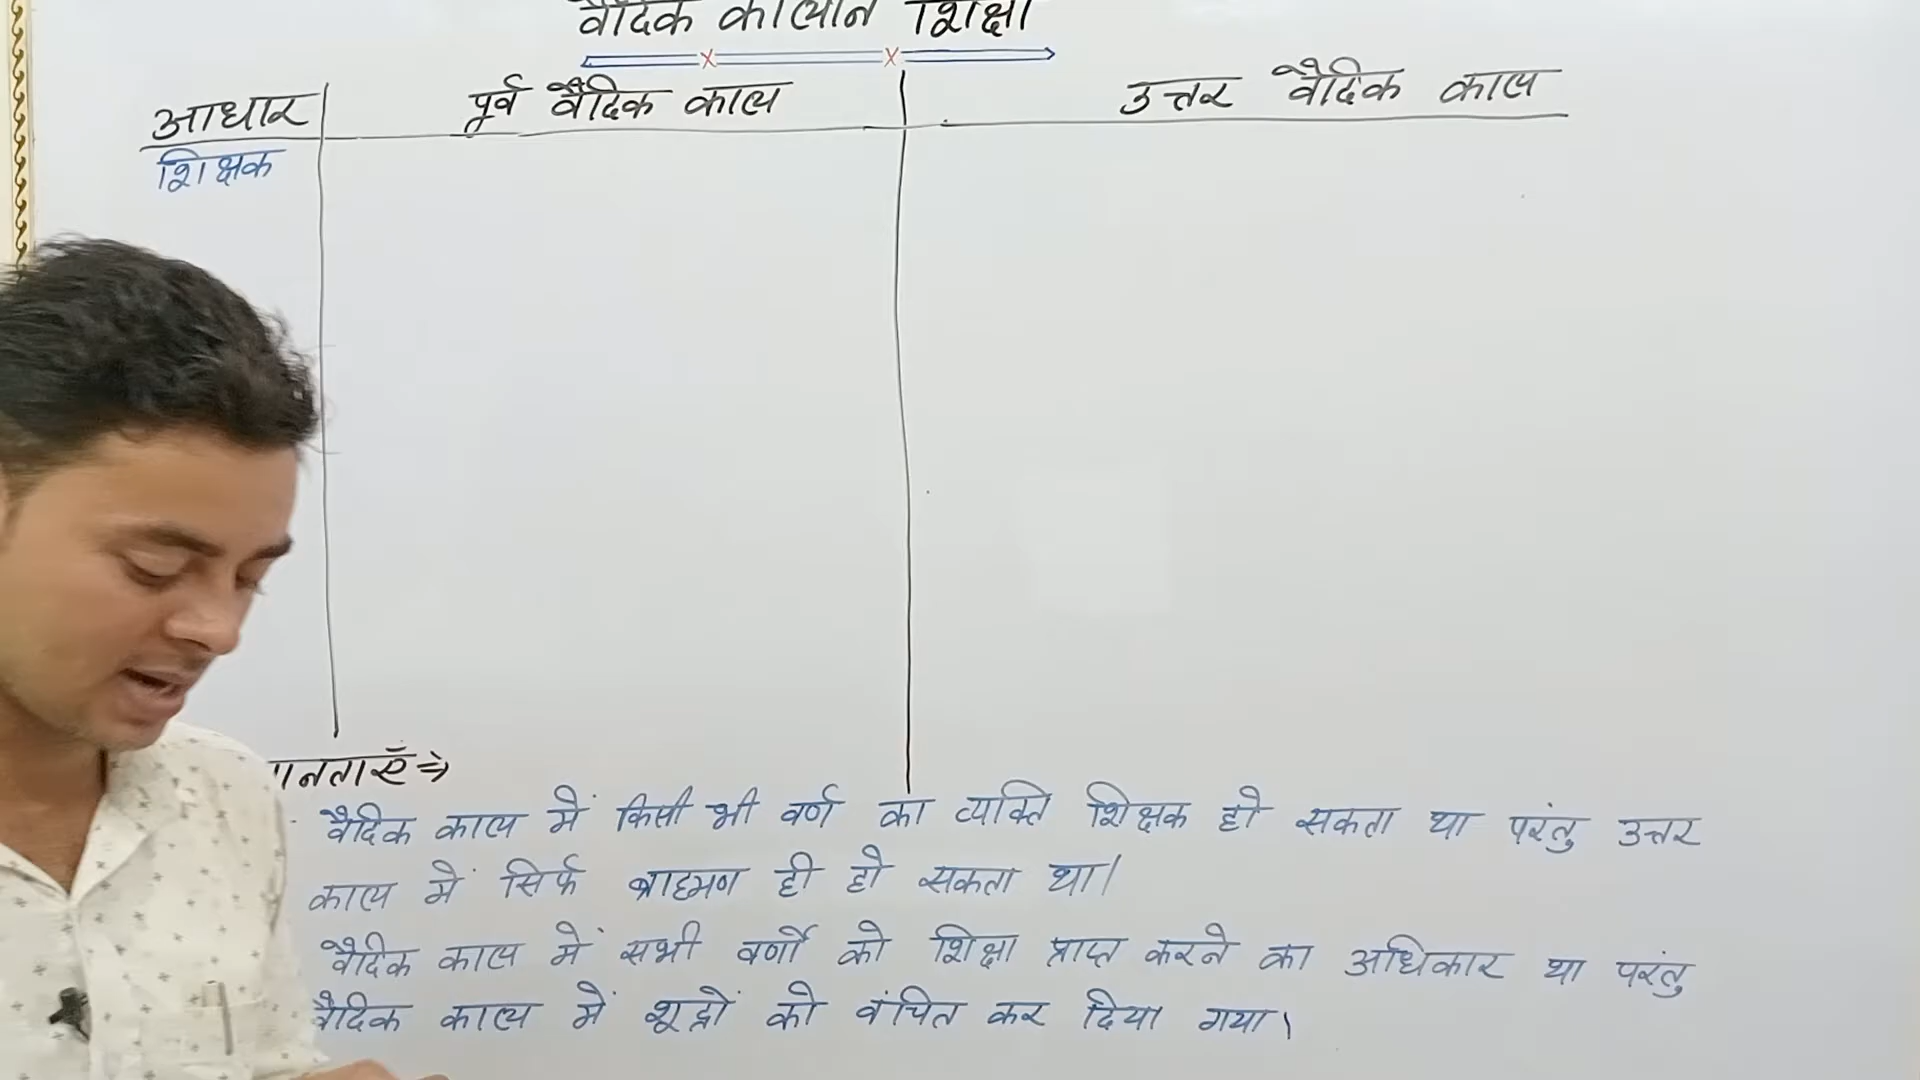 वैदिक कालीन शिक्षा
आधार पूर्व वैदिक काल उत्तर वैदिक काल
शिक्षक
वैदिक काल में किसी भी वर्ण का व्यक्ति शिक्षक हो सकता था परंतु उत्तर
काल में सिर्फ ब्राह्मण ही हो सकता था।
वैदिक काल में सभी वर्णों को शिक्षा प्राप्त करने का अधिकार था परंतु
वैदिक काल में शूद्रों को वंचित कर दिया गया।